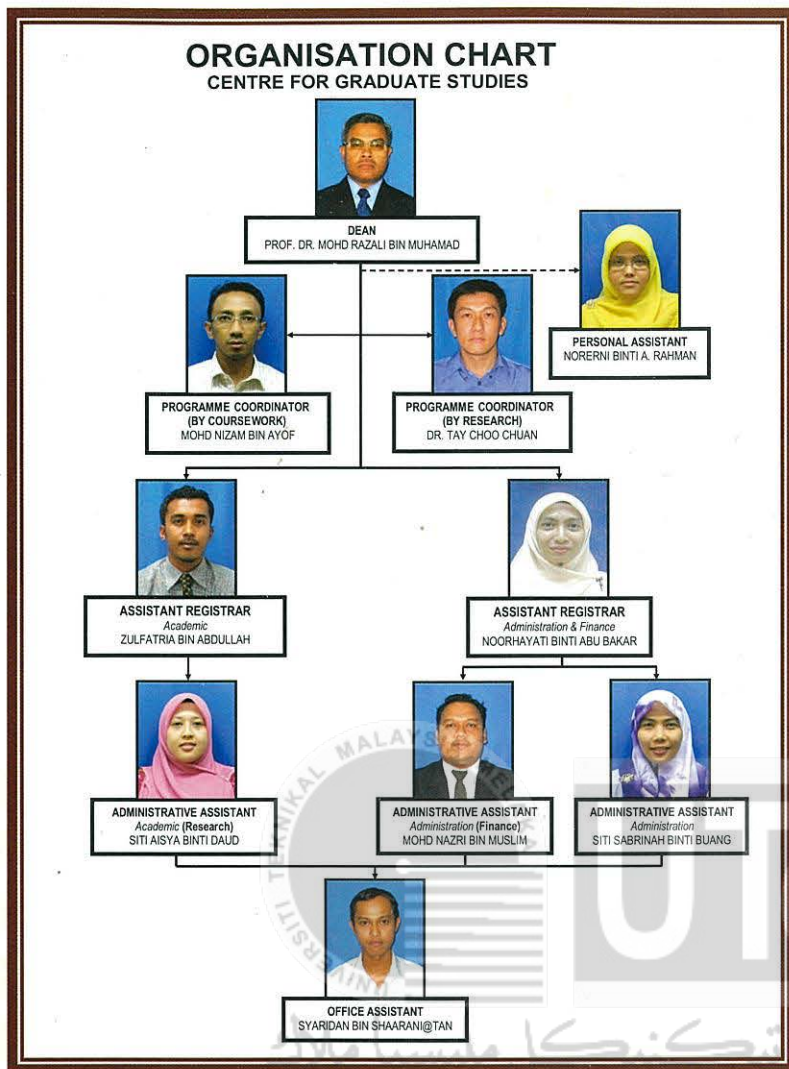 ORGANISATION CHART
CENTRE FOR GRADUATE STUDIES
DEAN
PROF. DR. MOHD RAZALI BIN MUHAMAD
PERSONAL ASSISTANT
NORERNI BINTI A. RAHMAN
PROGRAMME COORDINATOR
(BY COURSEWORK)
MOHD NIZAM BIN AYOF
PROGRAMME COORDINATOR
(BY RESEARCH)
DR. TAY CHOO CHUAN
ASSISTANT REGISTRAR
Academic
ZULFATRIA BIN ABDULLAH
ASSISTANT REGISTRAR
Administration & Finance
NOORHAYATI BINTI ABU BAKAR
ADMINISTRATIVE ASSISTANT
Academic (Research)
SITI AISYA BINTI DAUD
ADMINISTRATIVE ASSISTANT
Administration (Finance)
MOHD NAZRI BIN MUSLIM
ADMINISTRATIVE ASSISTANT
Administration
SITI SABRINAH BINTI BUANG
OFFICE ASSISTANT
SYARIDAN BIN SHAARANI@TAN
UNIVERSITI TEKNIKAL MALAYSIA
UT